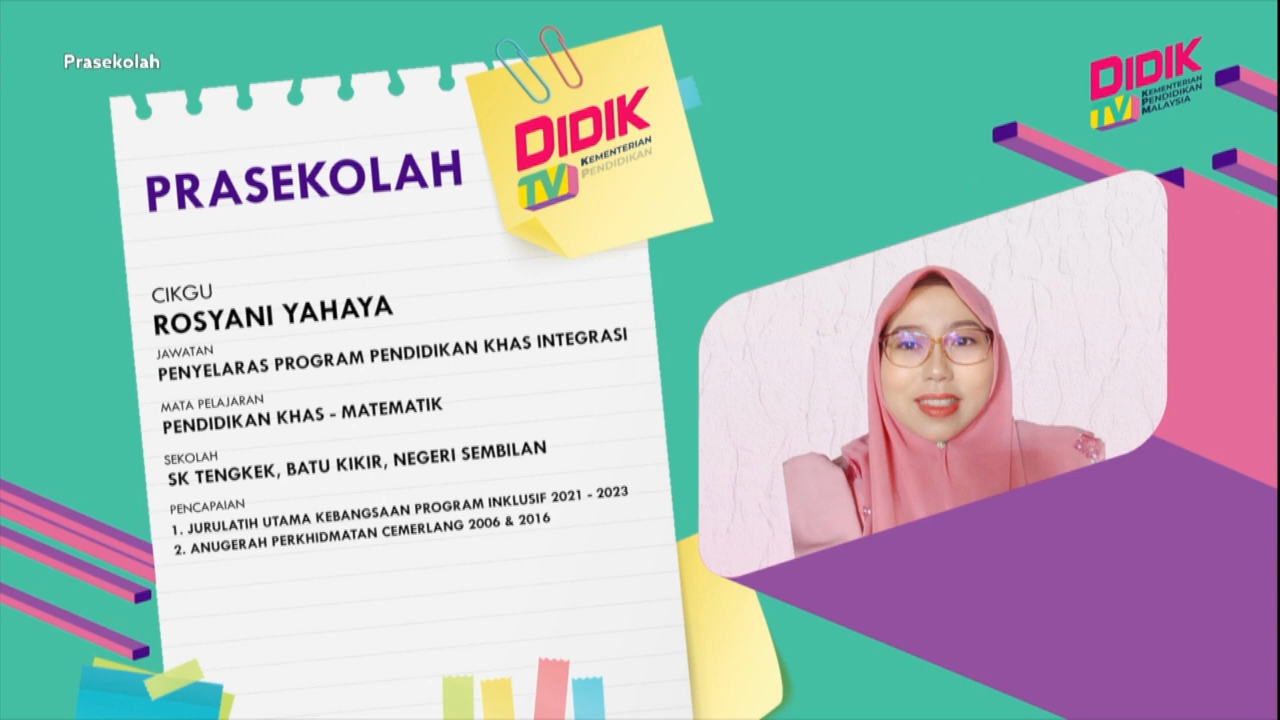 Prasekolah
DIDIK
TV
KEMENTERIAN
PENDIDIKAN
MALAYSIA
DIDIK
TV
KEMENTERIAN
PENDIDIKAN
PRASEKOLAH
CIKGU
ROSYANI YAHAYA
JAWATAN
PENYELARAS PROGRAM PENDIDIKAN KHAS INTEGRASI
MATA PELAJARAN
PENDIDIKAN KHAS - MATEMATIK
SEKOLAH
SK TENGKEK, BATU KIKIR, NEGERI SEMBILAN
PENCAPAIAN
1. JURULATIH UTAMA KEBANGSAAN PROGRAM INKLUSIF 2021 - 2023
2. ANUGERAH PERKHIDMATAN CEMERLANG 2006 & 2016